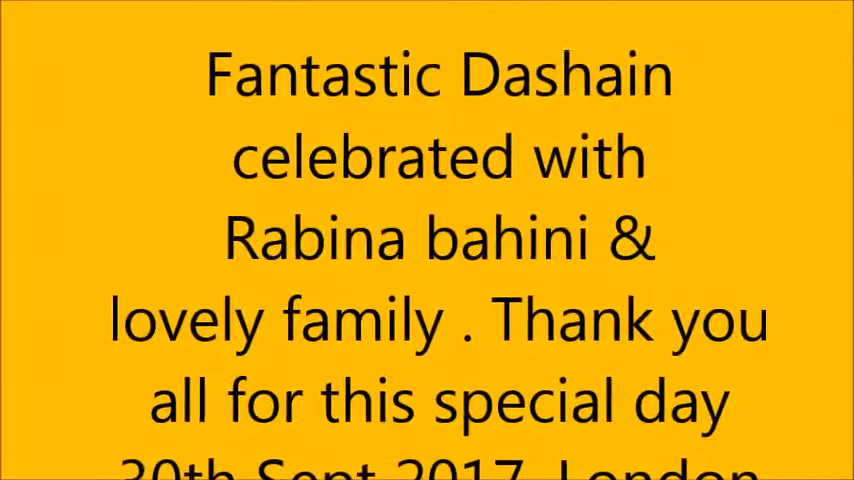 Fantastic Dashain
celebrated with
Rabina bahini &
lovely family . Thank you
all for this special day
30th Sept 2017 London